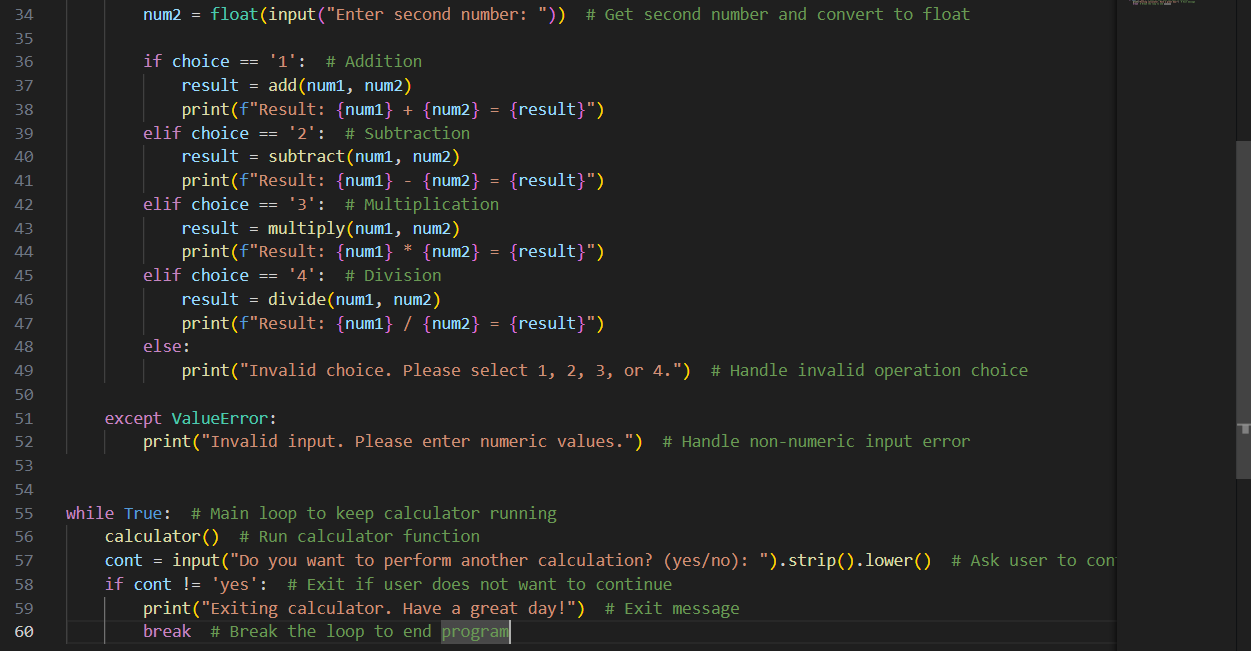 34 num2 = float(input("Enter second number: ")) # Get second number and convert to float
35
36 if choice == '1': # Addition
37 result = add(num1, num2)
38 print(f"Result: {num1} + {num2} = {result}")
39 elif choice == '2': # Subtraction
40 result = subtract(num1, num2)
41 print(f"Result: {num1} - {num2} = {result}")
42 elif choice == '3': # Multiplication
43 result = multiply(num1, num2)
44 print(f"Result: {num1} * {num2} = {result}")
45 elif choice == '4': # Division
46 result = divide(num1, num2)
47 print(f"Result: {num1} / {num2} = {result}")
48 else:
49 print("Invalid choice. Please select 1, 2, 3, or 4.") # Handle invalid operation choice
50
51 except ValueError:
52 print("Invalid input. Please enter numeric values.") # Handle non-numeric input error
53
54
55 while True: # Main loop to keep calculator running
56 calculator() # Run calculator function
57 cont = input("Do you want to perform another calculation? (yes/no): ").strip().lower() # Ask user to con
58 if cont != 'yes': # Exit if user does not want to continue
59 print("Exiting calculator. Have a great day!") # Exit message
60 break # Break the loop to end program